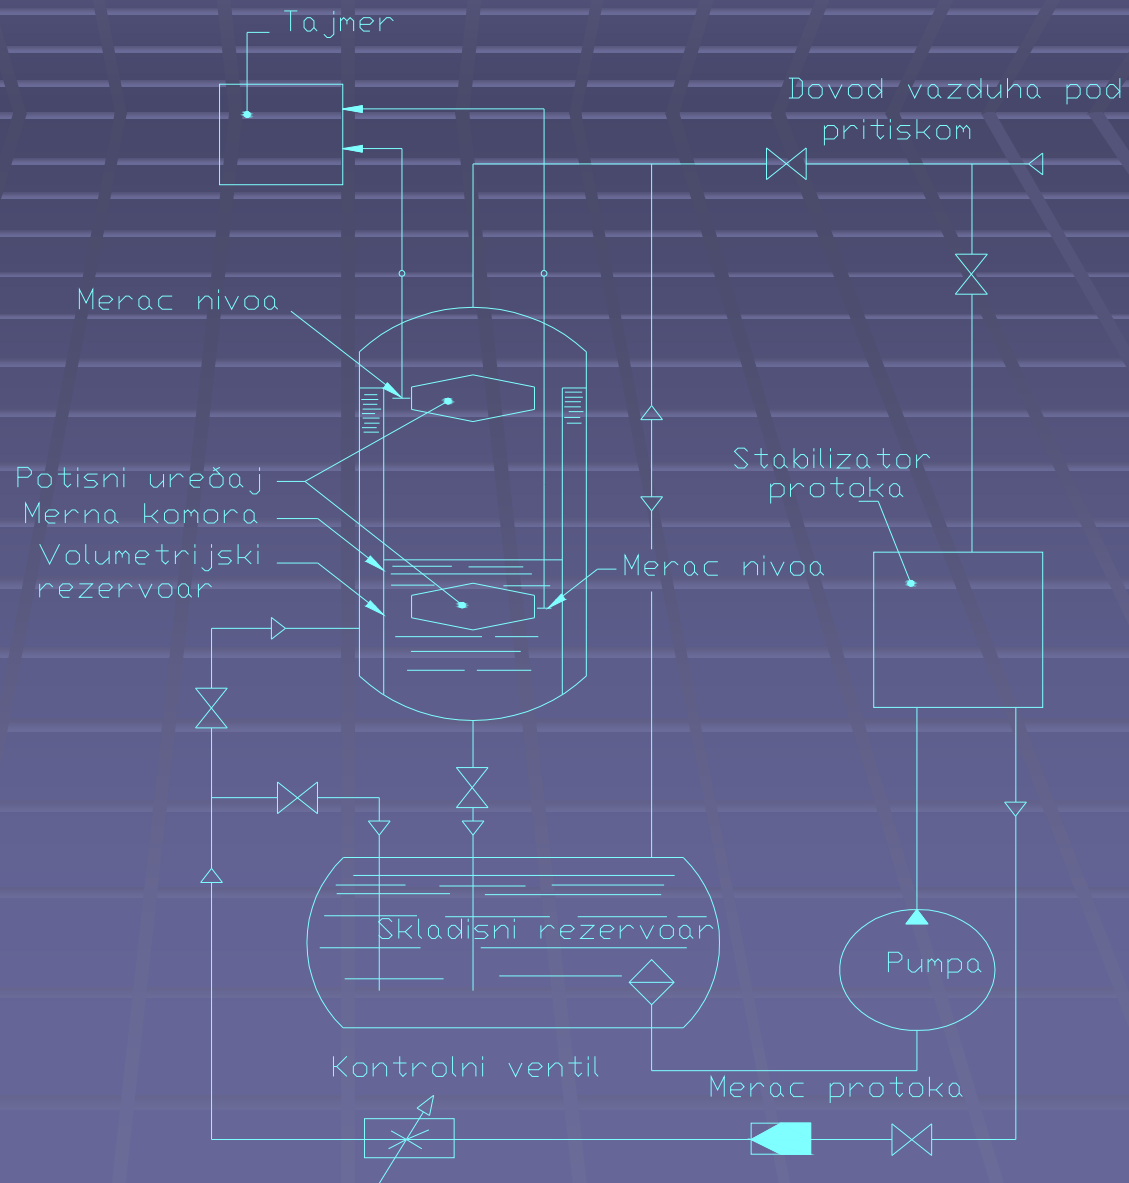 Tajmer
Dovod vazduha pod
pritiskom
Merac nivoa
Stabilizator
protoka
Potisni uređaj
Merna komora
Volumetrijski
rezervoar
Merac nivoa
Skladisni rezervoar
Pumpa
Kontrolni ventil
Merac protoka